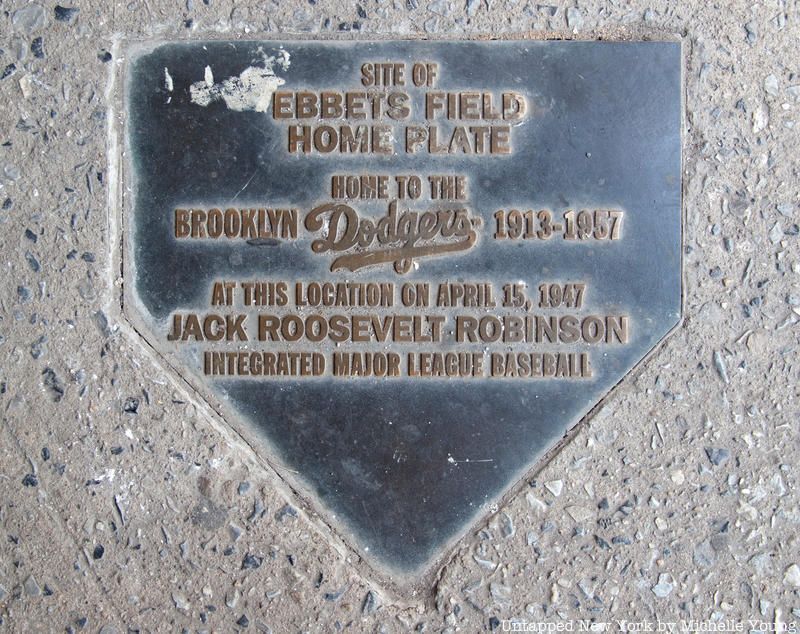 SITE OF
EBBETS FIELD
HOME PLATE
HOME TO THE
BROOKLYN Dodgers 1913-1957
AT THIS LOCATION ON APRIL 15, 1947
JACK ROOSEVELT ROBINSON
INTEGRATED MAJOR LEAGUE BASEBALL
Untapped New York by Michelle Young